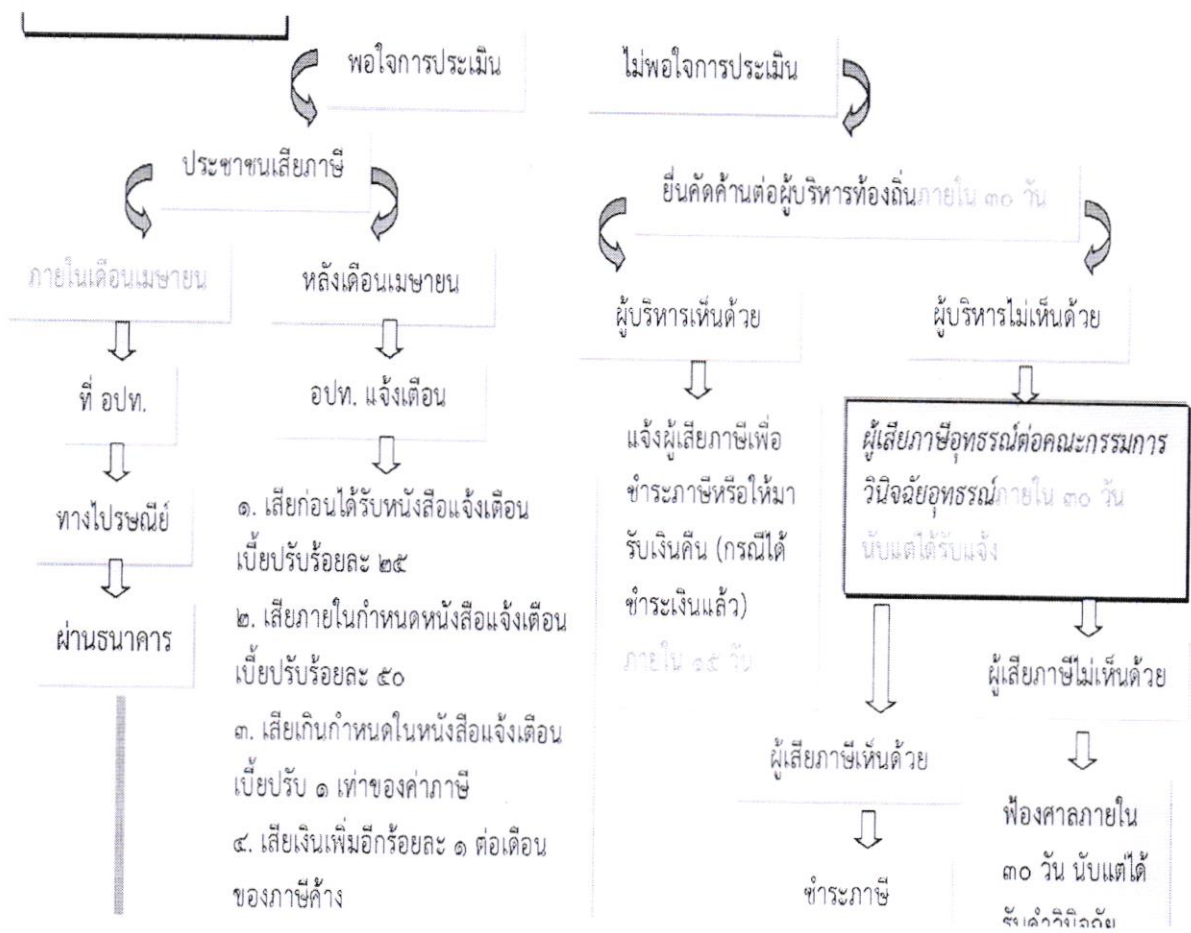 พอใจการประเมิน
ไม่พอใจการประเมิน
ประชาชนเสียภาษี
ยื่นคัดค้านต่อผู้บริหารท้องถิ่นภายใน ๓๐ วัน
ภายในเดือนเมษายน
หลังเดือนเมษายน
ผู้บริหารเห็นด้วย
ผู้บริหารไม่เห็นด้วย
ที่ อปท.
อปท. แจ้งเตือน
ทางไปรษณีย์
ผ่านธนาคาร
๑. เสียก่อนได้รับหนังสือแจ้งเตือน
เบี้ยปรับร้อยละ ๒๕
๒. เสียภายในกำหนดหนังสือแจ้งเตือน
เบี้ยปรับร้อยละ ๕๐
๓. เสียเกินกำหนดในหนังสือแจ้งเตือน
เบี้ยปรับ ๑ เท่าของค่าภาษี
๔. เสียเงินเพิ่มอีกร้อยละ ๑ ต่อเดือน
ของภาษีค้าง
แจ้งผู้เสียภาษีเพื่อ
ชำระภาษีหรือให้มา
รับเงินคืน (กรณีได้
ชำระเงินแล้ว)
ภายใน ๑๕ วัน
ผู้เสียภาษีอุทธรณ์ต่อคณะกรรมการ
วินิจฉัยอุทธรณ์ภายใน ๓๐ วัน
นับแต่ได้รับแจ้ง
ผู้เสียภาษีเห็นด้วย
ชำระภาษี
ผู้เสียภาษีไม่เห็นด้วย
ฟ้องศาลภายใน
๓๐ วัน นับแต่ได้
รับคำวินิจฉัย